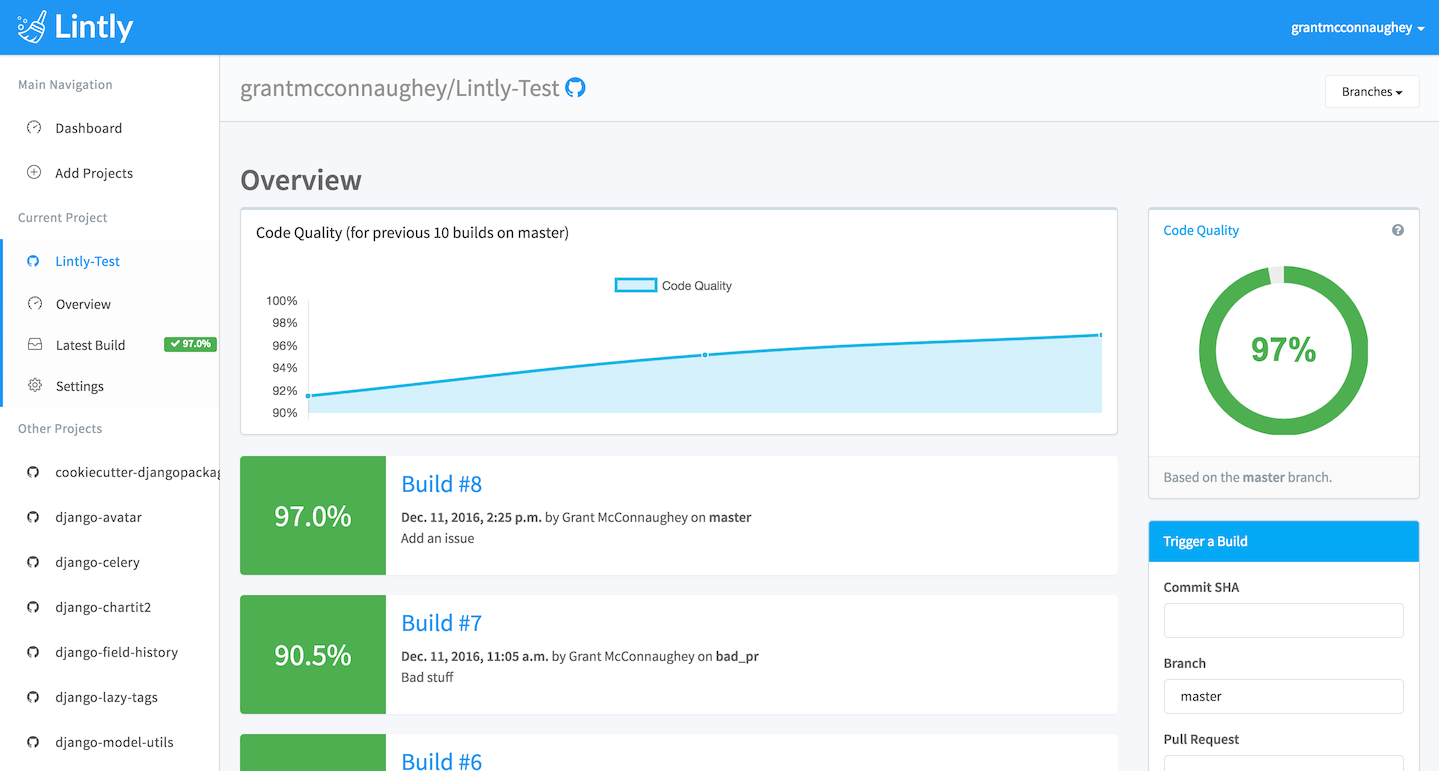 Lintly
grantmcconnaughey
Main Navigation
Dashboard
Add Projects
Current Project
Lintly-Test
Overview
Latest Build
97.0%
Settings
Other Projects
cookiecutter-djangopackag
django-avatar
django-celery
django-chartit2
django-field-history
django-lazy-tags
django-model-utils
grantmcconnaughey/Lintly-Test
Branches
Overview
Code Quality (for previous 10 builds on master)
Code Quality
100%
98%
96%
94%
92%
90%
97.0%
Build #8
Dec. 11, 2016, 2:25 p.m. by Grant McConnaughey on master
Add an issue
90.5%
Build #7
Dec. 11, 2016, 11:05 a.m. by Grant McConnaughey on bad_pr
Bad stuff
Build #6
Code Quality
?
97%
Based on the master branch.
Trigger a Build
Commit SHA
Branch
master
Pull Request